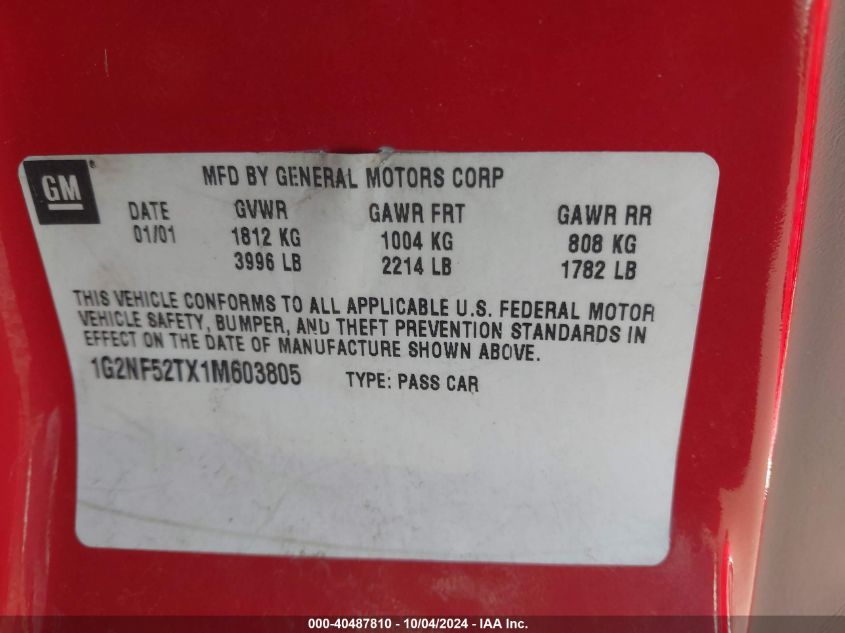 GM
MFD BY GENERAL MOTORS CORP
DATE GVWR GAWR FRT GAWR RR
01/01 1812 KG 1004 KG 808 KG
3996 LB 2214 LB 1782 LB
THIS VEHICLE CONFORMS TO ALL APPLICABLE U.S. FEDERAL MOTOR
VEHICLE SAFETY, BUMPER, AND THEFT PREVENTION STANDARDS IN
EFFECT ON THE DATE OF MANUFACTURE SHOWN ABOVE.
1G2NF52TX1M603805 TYPE: PASS CAR
000-40487810 - 10/04/2024 - IAA Inc.